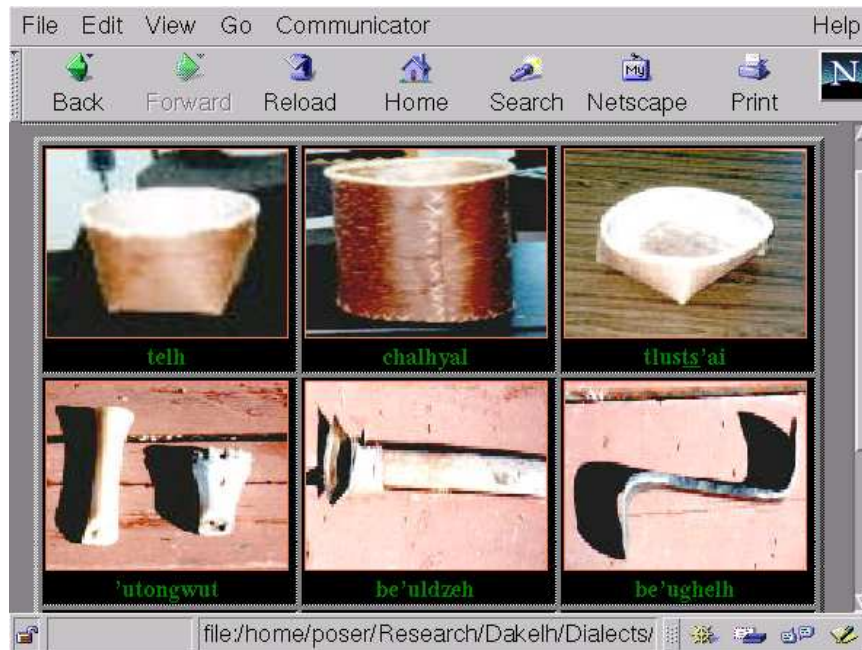 File Edit View Go Communicator Help
Back Forward Reload Home Search Netscape Print
My
N
telh chalhyal tlusts’ai
’utongwut be’uldzeh be’ughelh
file:/home/poser/Research/Dakelh/Dialects/